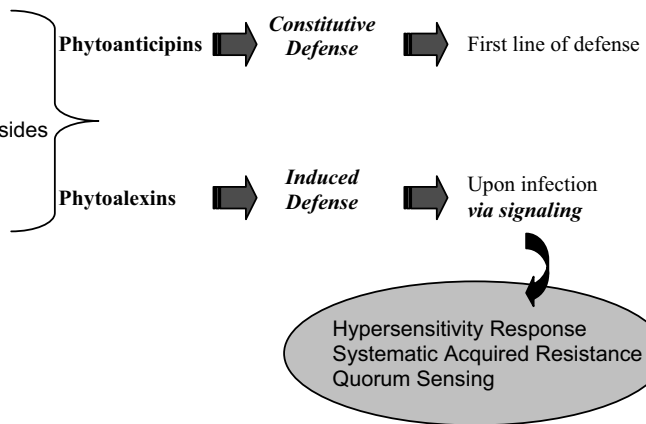 Phytoanticipins
Constitutive
Defense
First line of defense
sides
Phytoalexins
Induced
Defense
Upon infection
via signaling
Hypersensitivity Response
Systematic Acquired Resistance
Quorum Sensing